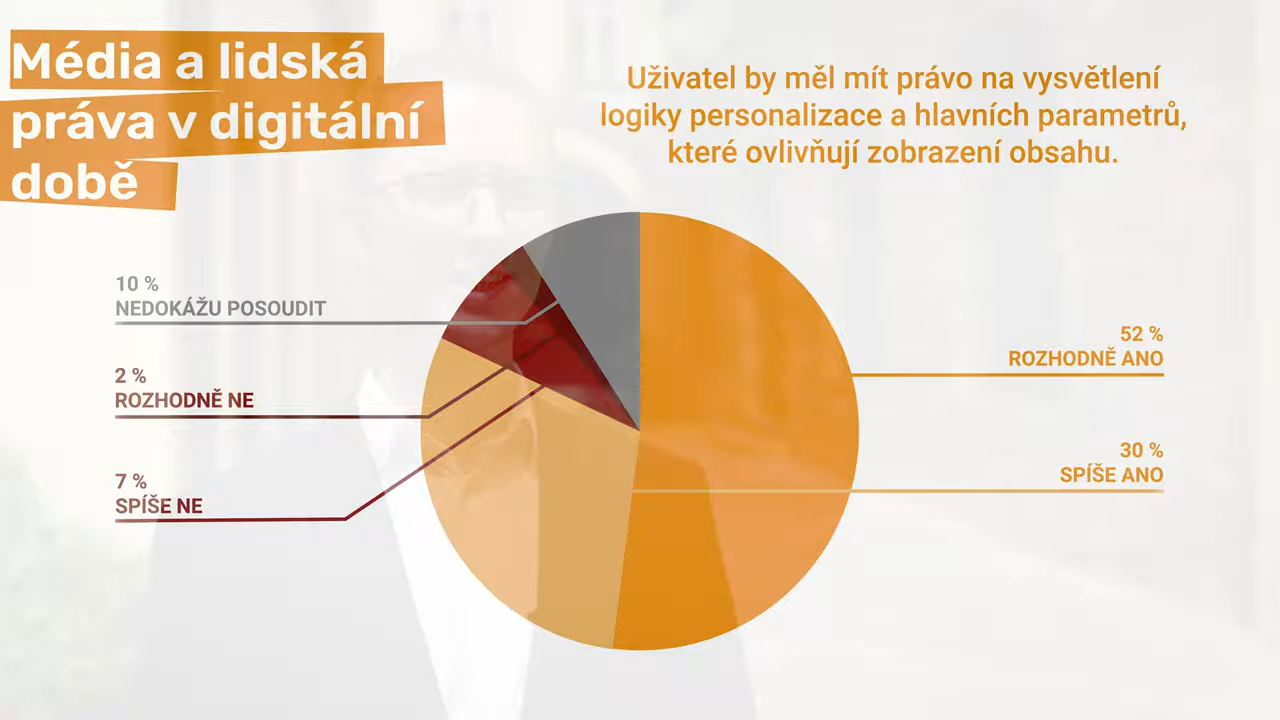 Média a lidská
práva v digitální
době
Uživatel by měl mít právo na vysvětlení
logiky personalizace a hlavních parametrů,
které ovlivňují zobrazení obsahu.
10 %
NEDOKÁŽU POSOUDIT
2 %
ROZHODNĚ NE
7 %
SPÍŠE NE
52 %
ROZHODNĚ ANO
30 %
SPÍŠE ANO